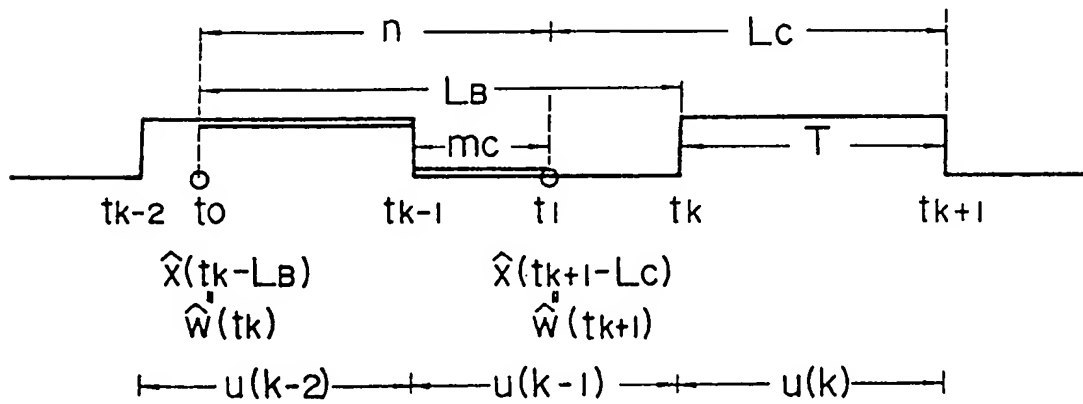 n Lc
LB
mc T
tk-2 to tk-1 t1 tk tk+1
x̂(tk-LB) x̂(tk+1-Lc)
" "
ŵ(tk) ŵ(tk+1)
u(k-2) u(k-1) u(k)